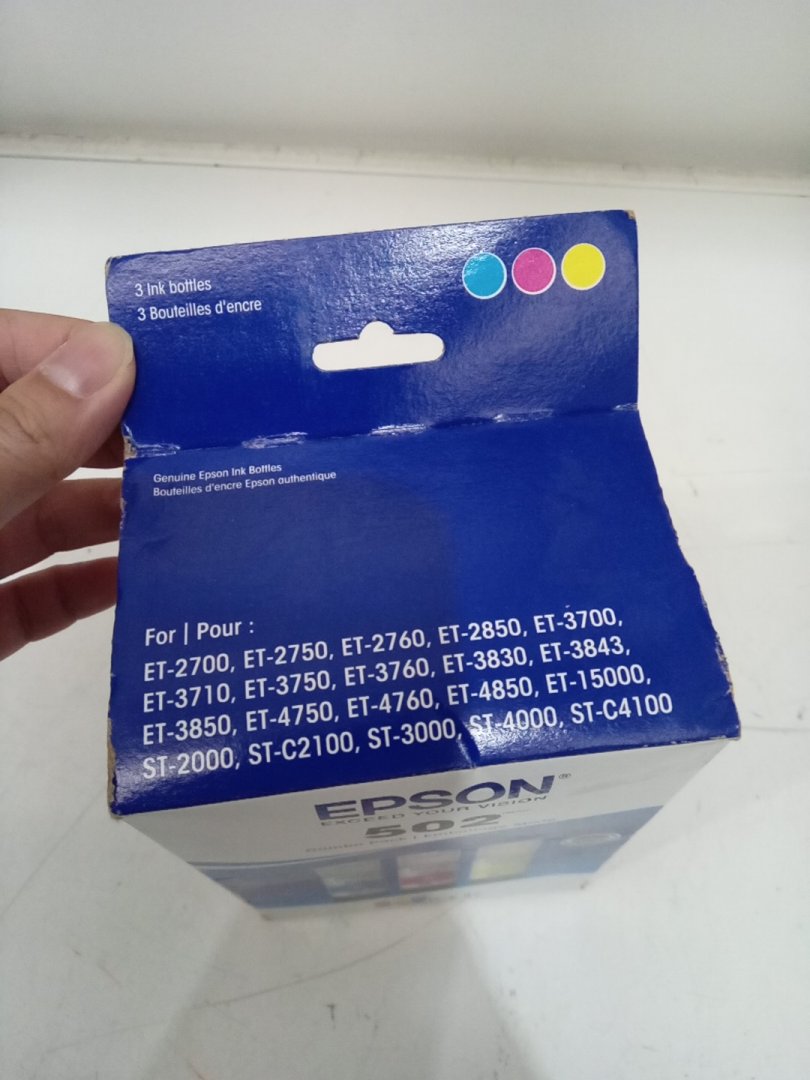 3 Ink bottles
3 Bouteilles d'encre
Genuine Epson Ink Bottles
Bouteilles d'encre Epson authentique
For | Pour :
ET-2700, ET-2750, ET-2760, ET-2850, ET-3700,
ET-3710, ET-3750, ET-3760, ET-3830, ET-3843,
ET-3850, ET-4750, ET-4760, ET-4850, ET-15000,
ST-2000, ST-C2100, ST-3000, ST-4000, ST-C4100
EPSON®
EXCEED YOUR VISION
502